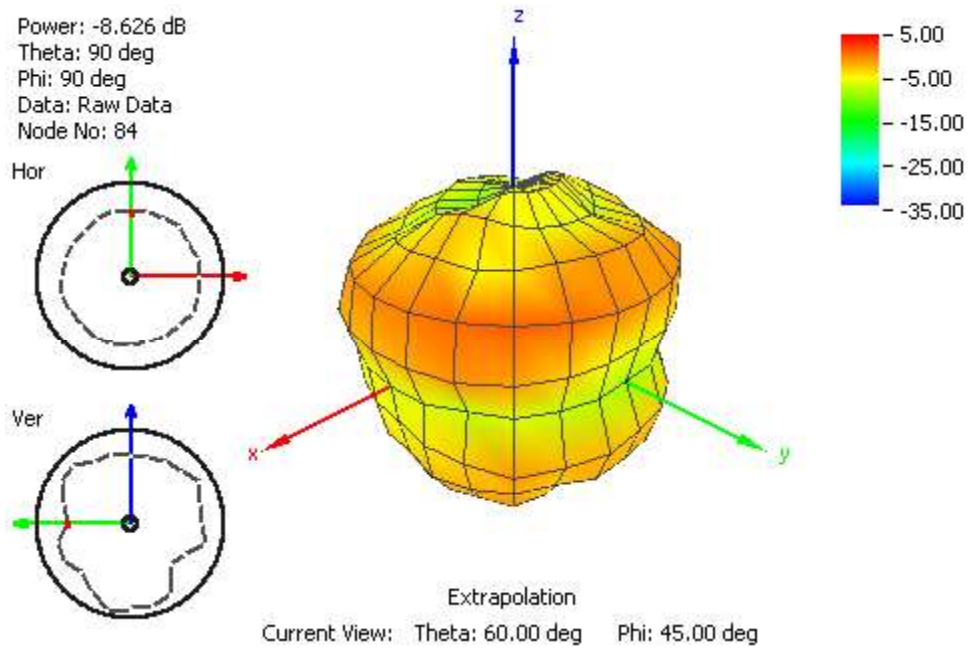 Power: -8.626 dB
Theta: 90 deg
Phi: 90 deg
Data: Raw Data
Node No: 84
Hor
Ver
z
x
y
5.00
-5.00
-15.00
-25.00
-35.00
Extrapolation
Current View: Theta: 60.00 deg Phi: 45.00 deg